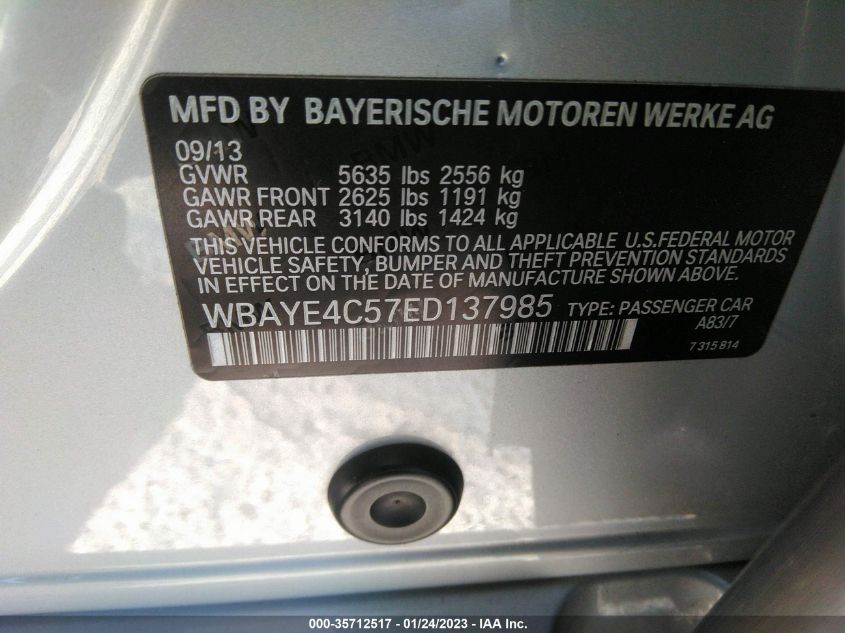 MFD BY BAYERISCHE MOTOREN WERKE AG
09/13
GVWR 5635 lbs 2556 kg
GAWR FRONT 2625 lbs 1191 kg
GAWR REAR 3140 lbs 1424 kg
THIS VEHICLE CONFORMS TO ALL APPLICABLE U.S.FEDERAL MOTOR
VEHICLE SAFETY, BUMPER AND THEFT PREVENTION STANDARDS
IN EFFECT ON THE DATE OF MANUFACTURE SHOWN ABOVE.
WBAYE4C57ED137985 TYPE: PASSENGER CAR
A83/7
7 315 814
000-35712517 — 01/24/2023 — IAA Inc.